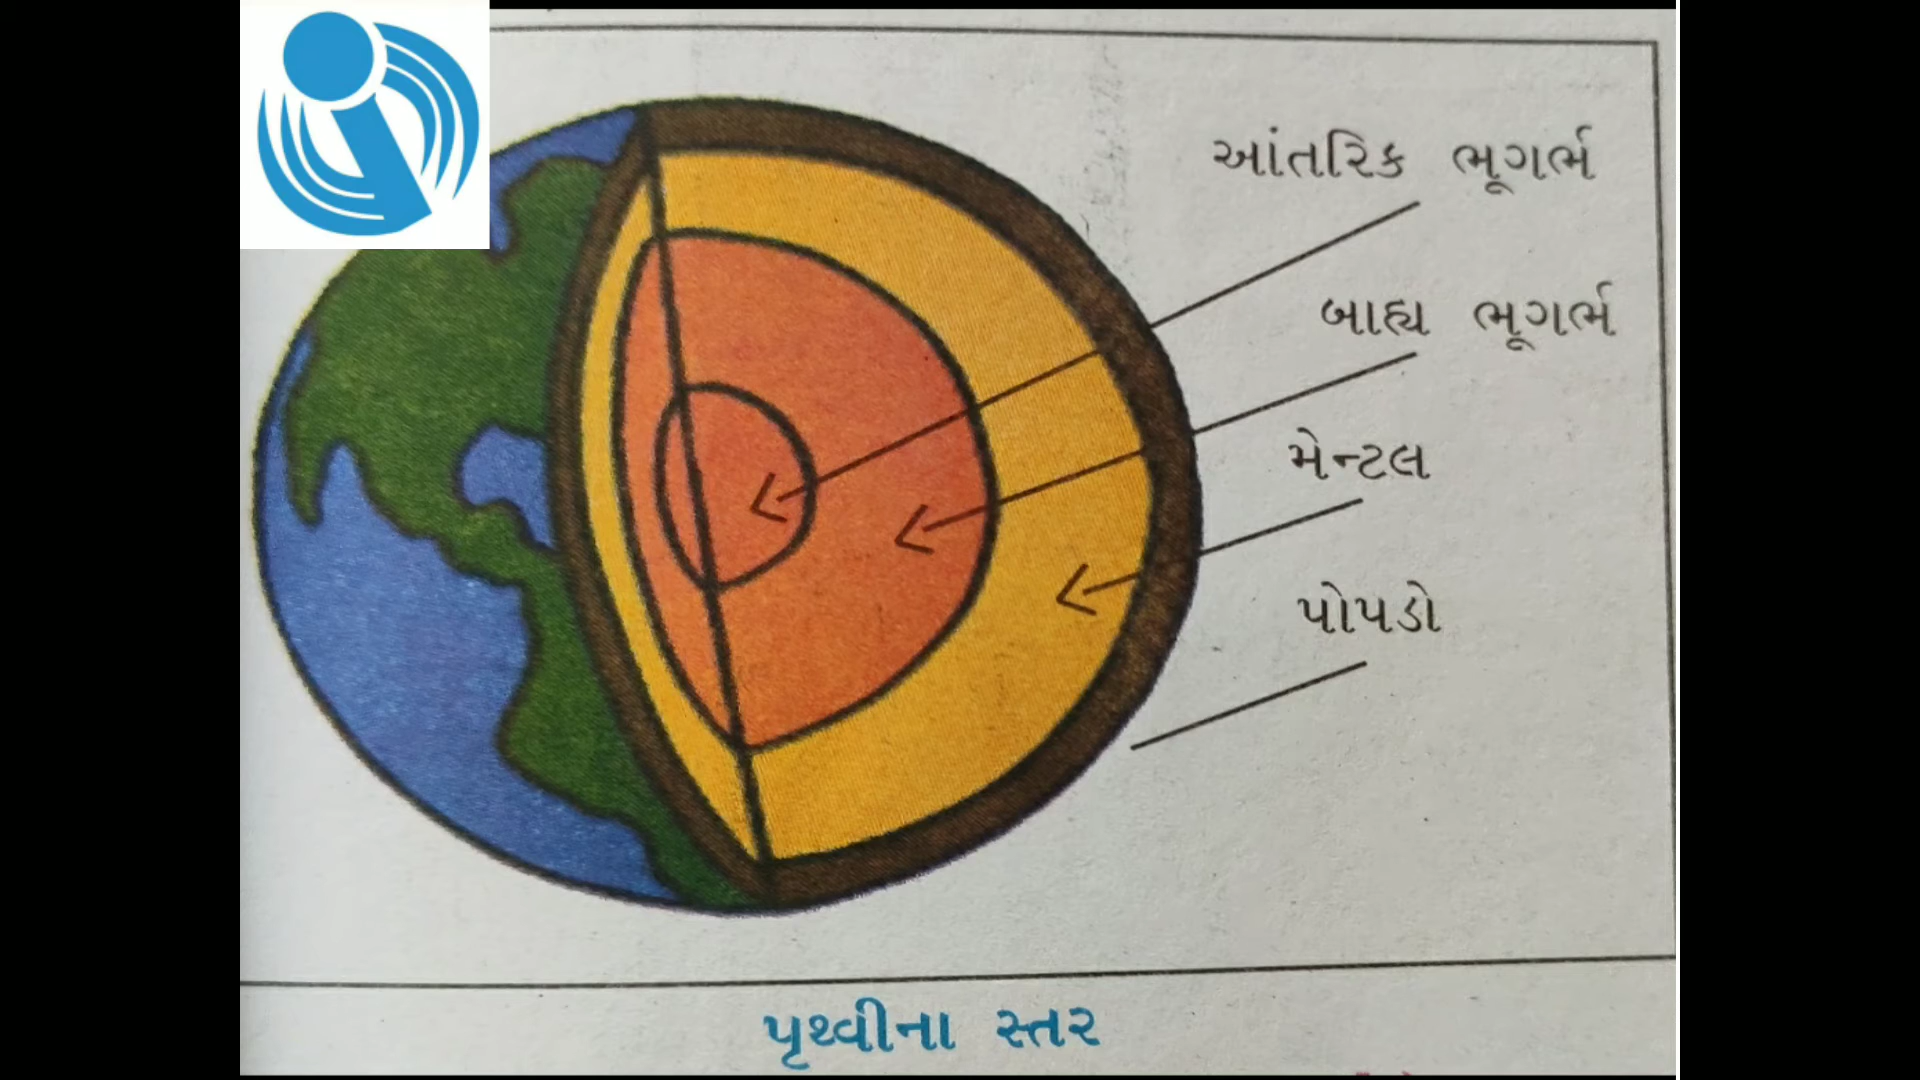 આંતરિક ભૂગર્ભ
બાહ્ય ભૂગર્ભ
મેન્ટલ
પોપડો
પૃથ્વીના સ્તર